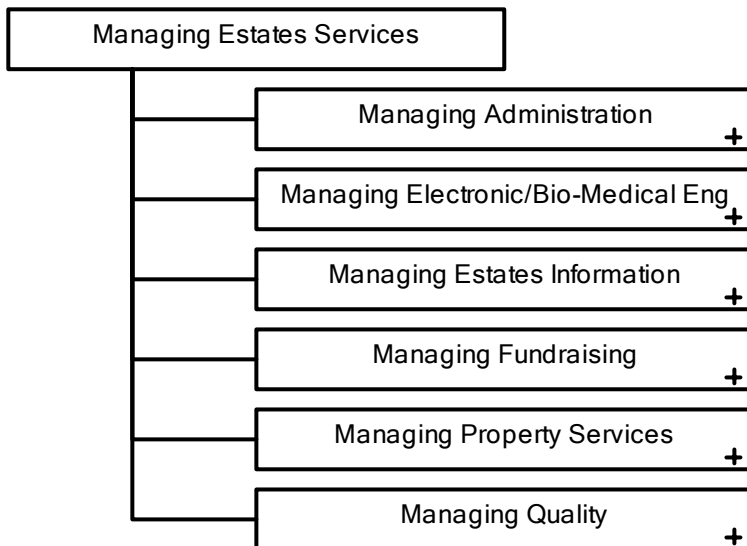 Managing Estates Services
Managing Administration
+
Managing Electronic/Bio-Medical Eng
+
Managing Estates Information
+
Managing Fundraising
+
Managing Property Services
+
Managing Quality
+